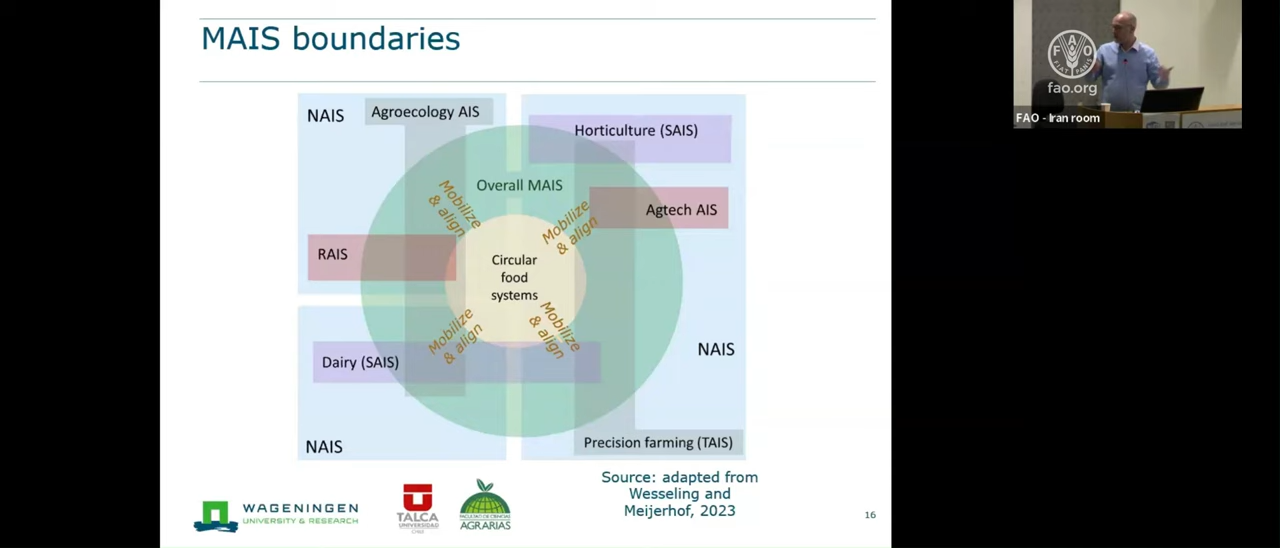 MAIS boundaries
NAIS
Agroecology AIS
Horticulture (SAIS)
Overall MAIS
Mobilize
& align
Mobilize
& align
Agtech AIS
RAIS
Circular
food
systems
Mobilize
& align
Mobilize
& align
Dairy (SAIS)
NAIS
NAIS
Precision farming (TAIS)
Source: adapted from
Wesseling and
Meijerhof, 2023
WAGENINGEN
UNIVERSITY & RESEARCH
TALCA
UNIVERSIDAD
CHILE
FACULTAD DE CIENCIAS
AGRARIAS
16
F A O
FIAT PANIS
fao.org
FAO - Iran room